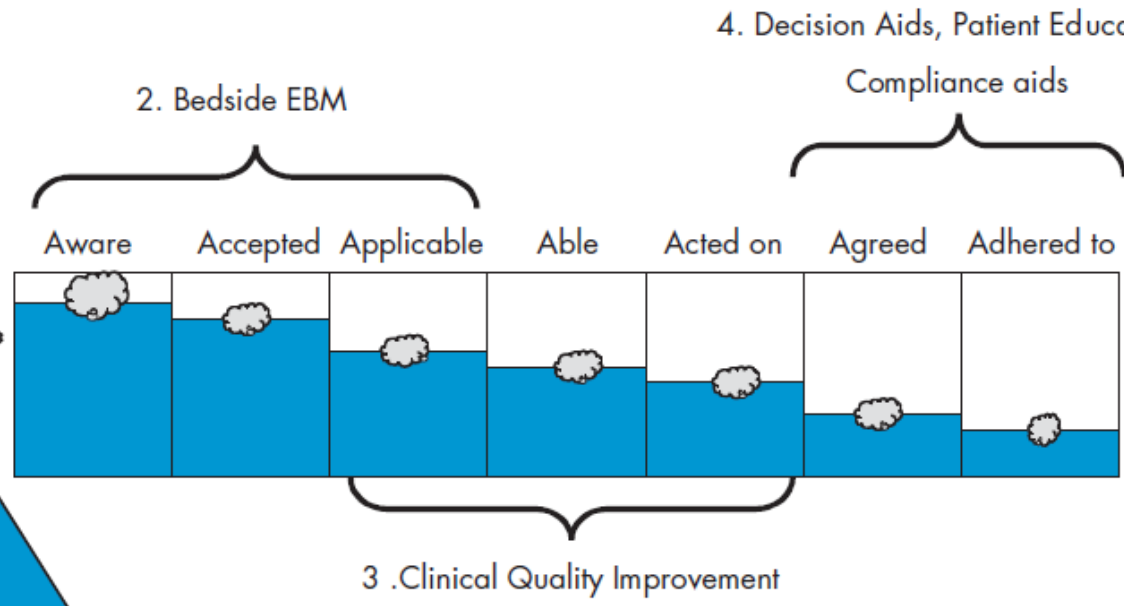 4. Decision Aids, Patient Educ
Compliance aids
2. Bedside EBM
Aware Accepted Applicable Able Acted on Agreed Adhered to
3 .Clinical Quality Improvement